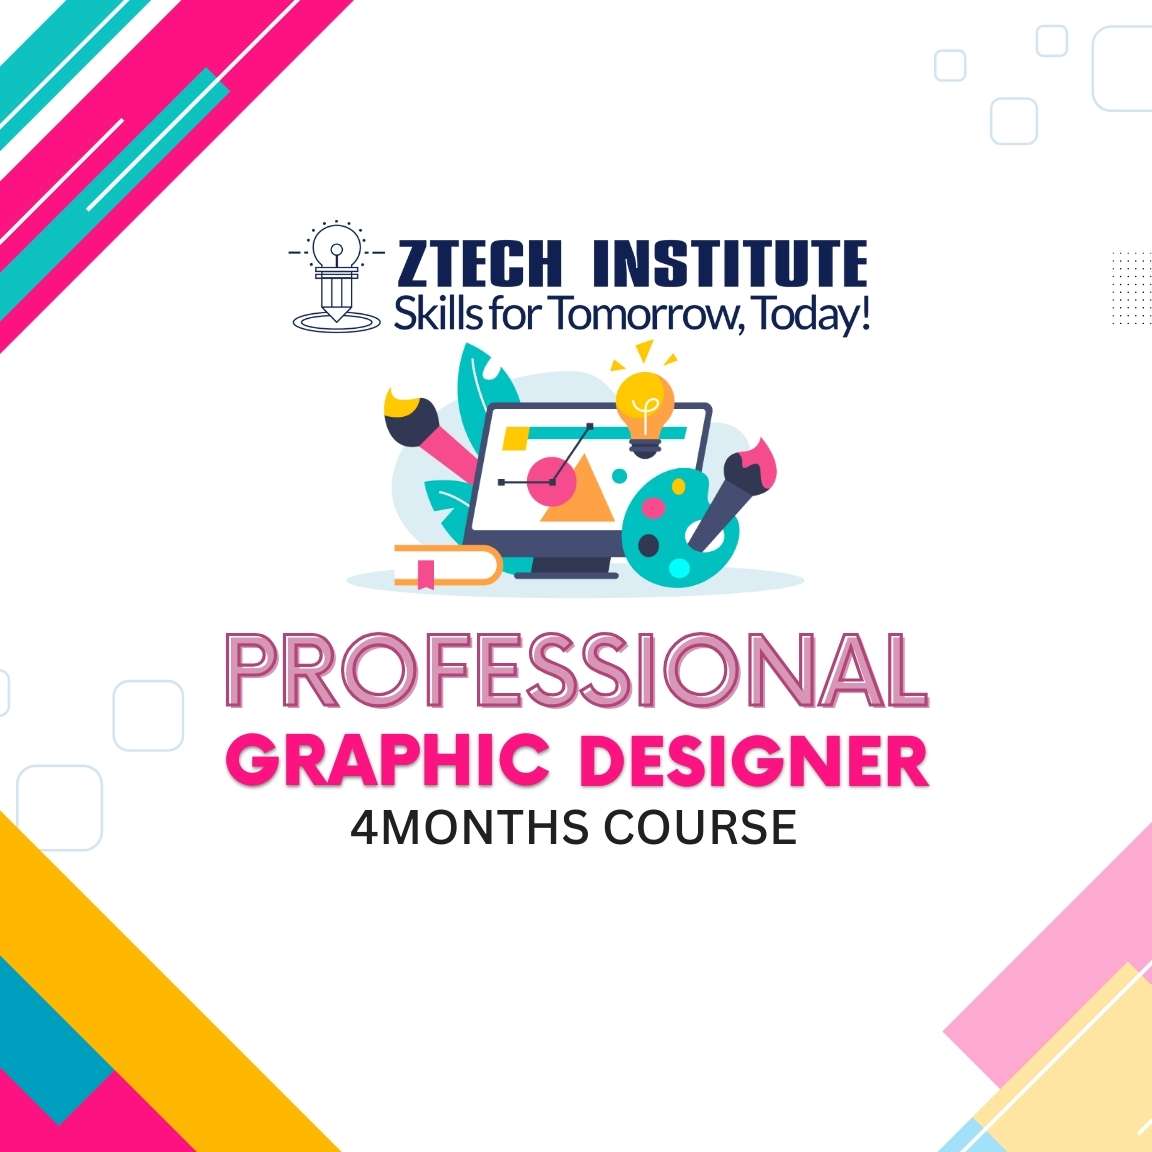 ZTECH INSTITUTE
Skills for Tomorrow, Today!
PROFESSIONAL
GRAPHIC DESIGNER
4MONTHS COURSE